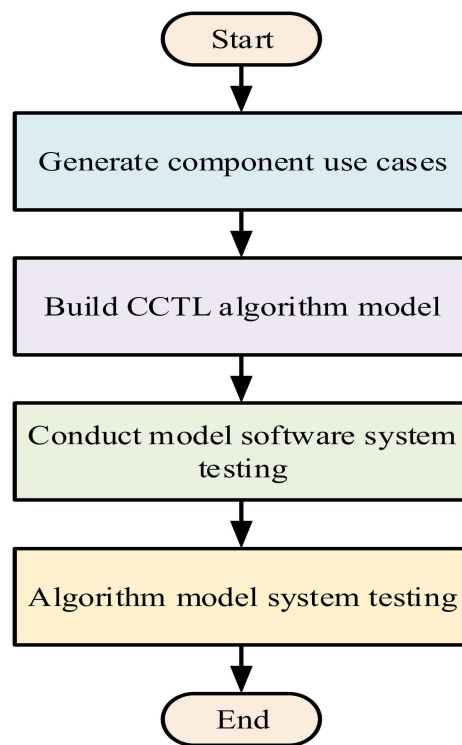 Start
Generate component use cases
Build CCTL algorithm model
Conduct model software system
testing
Algorithm model system testing
End